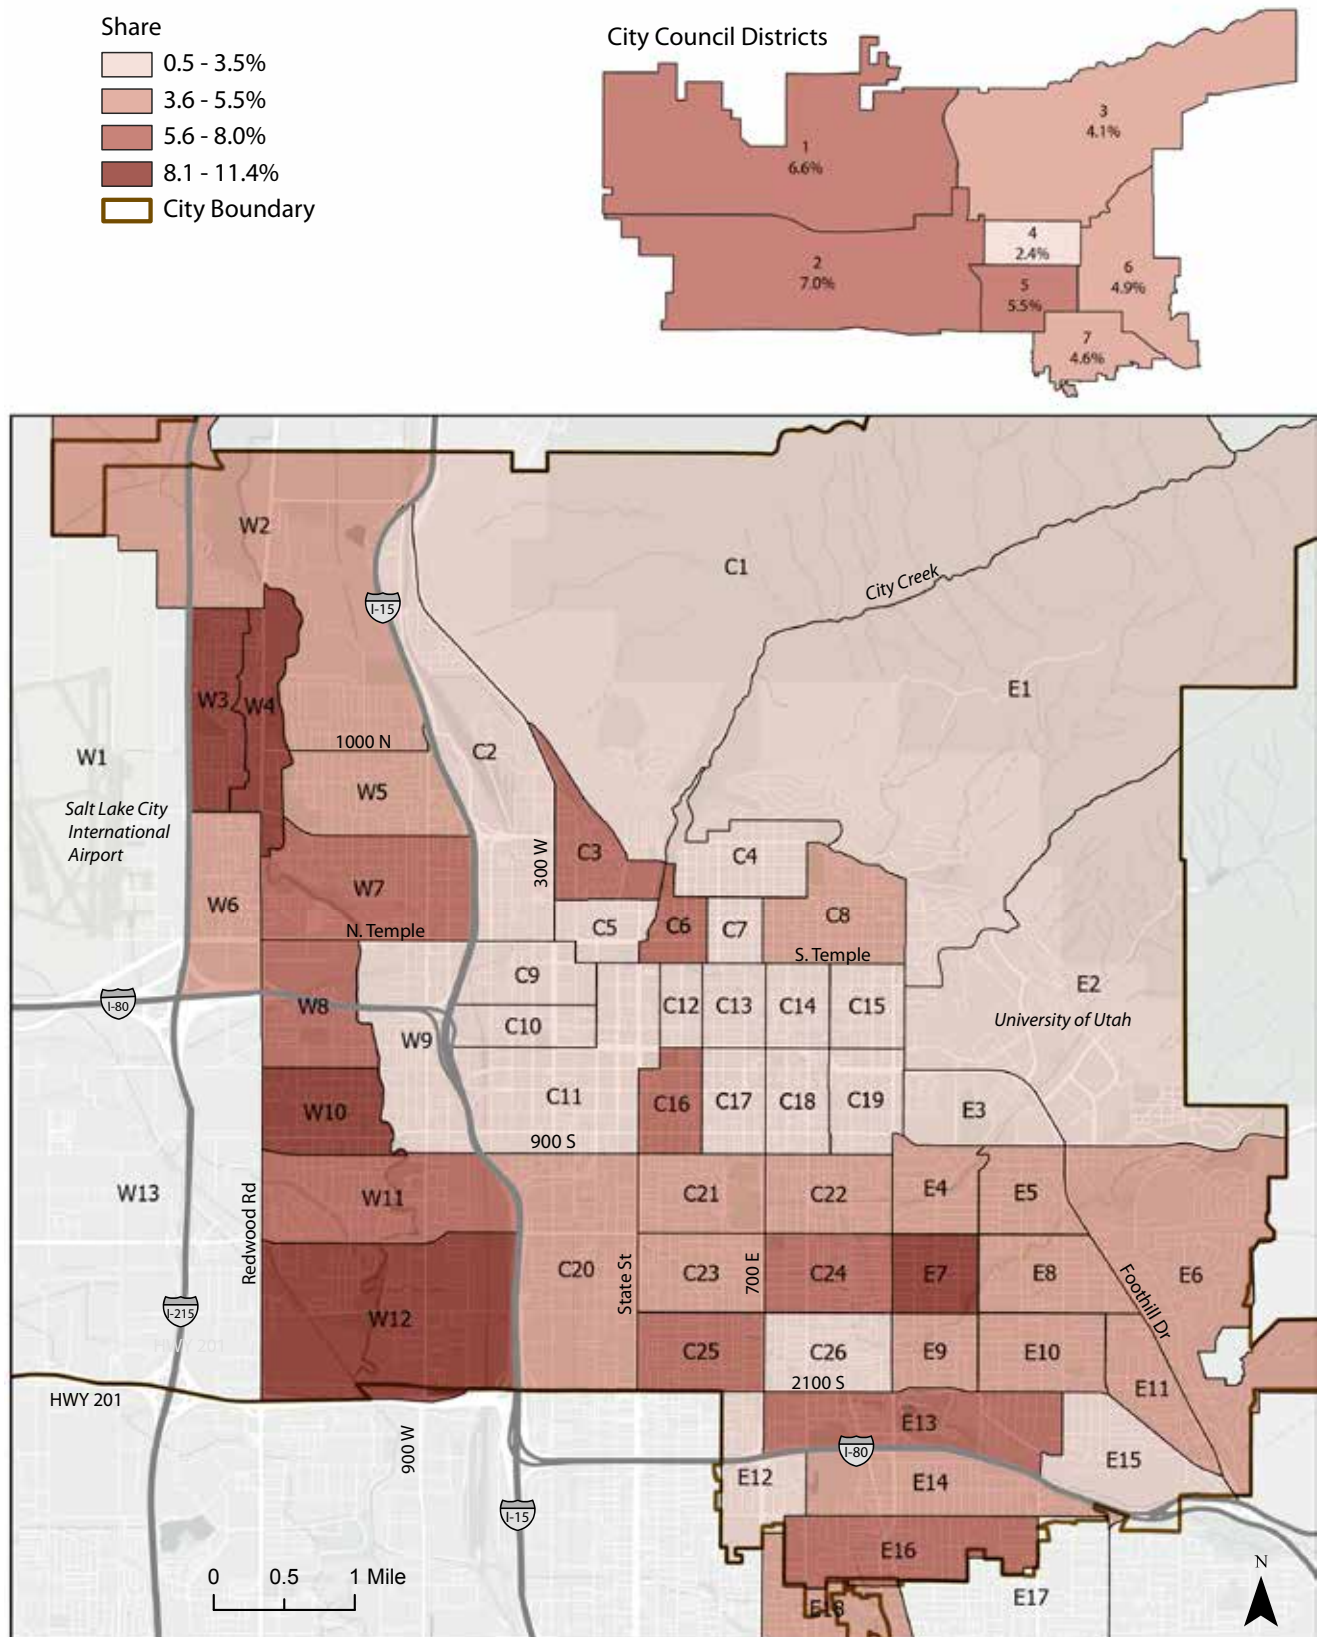 Share
0.5 - 3.5%
3.6 - 5.5%
5.6 - 8.0%
8.1 - 11.4%
City Boundary
City Council Districts
1
6.6%
2
7.0%
3
4.1%
4
2.4%
5
5.5%
6
4.9%
7
4.6%
W2
C1
City Creek
I-15
E1
W3
W4
1000 N
C2
W1
W5
Salt Lake City
International
Airport
300 W
C3
C4
W7
W6
N. Temple
C5
C6
C7
C8
S. Temple
C9
E2
I-80
W8
C12
C13
C14
C15
University of Utah
C10
W9
C11
W10
C16
C17
C18
C19
E3
900 S
W13
W11
C21
C22
E4
E5
Redwood Rd
C20
State St
C23
700 E
C24
E7
E8
E6
Foothill Dr
I-215
W12
HWY 201
C25
C26
E9
E10
2100 S
E11
HWY 201
900 W
E13
I-80
E15
E12
E14
I-15
E16
0 0.5 1 Mile
E17
E18
N